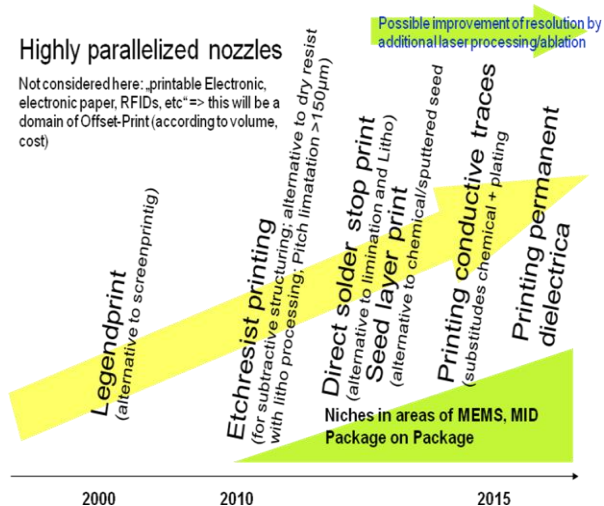 Possible improvement of resolution by
additional laser processing/ablation
Highly parallelized nozzles
Not considered here: „printable Electronic,
electronic paper, RFIDs, etc“=> this will be a
domain of Offset-Print (according to volume,
cost)
Legendprint
(alternative to screenprintig)
Etchresist printing
(for subtractive structuring; alternative to dry resist
with litho processing; Pitch limatation >150µm)
Direct solder stop print
(alternative to limination and Litho)
Seed layer print
(alternative to chemical/sputtered seed
Printing conductive traces
(substitudes chemical + plating
Printing permanent
dielectrica
Niches in areas of MEMS, MID
Package on Package
2000
2010
2015